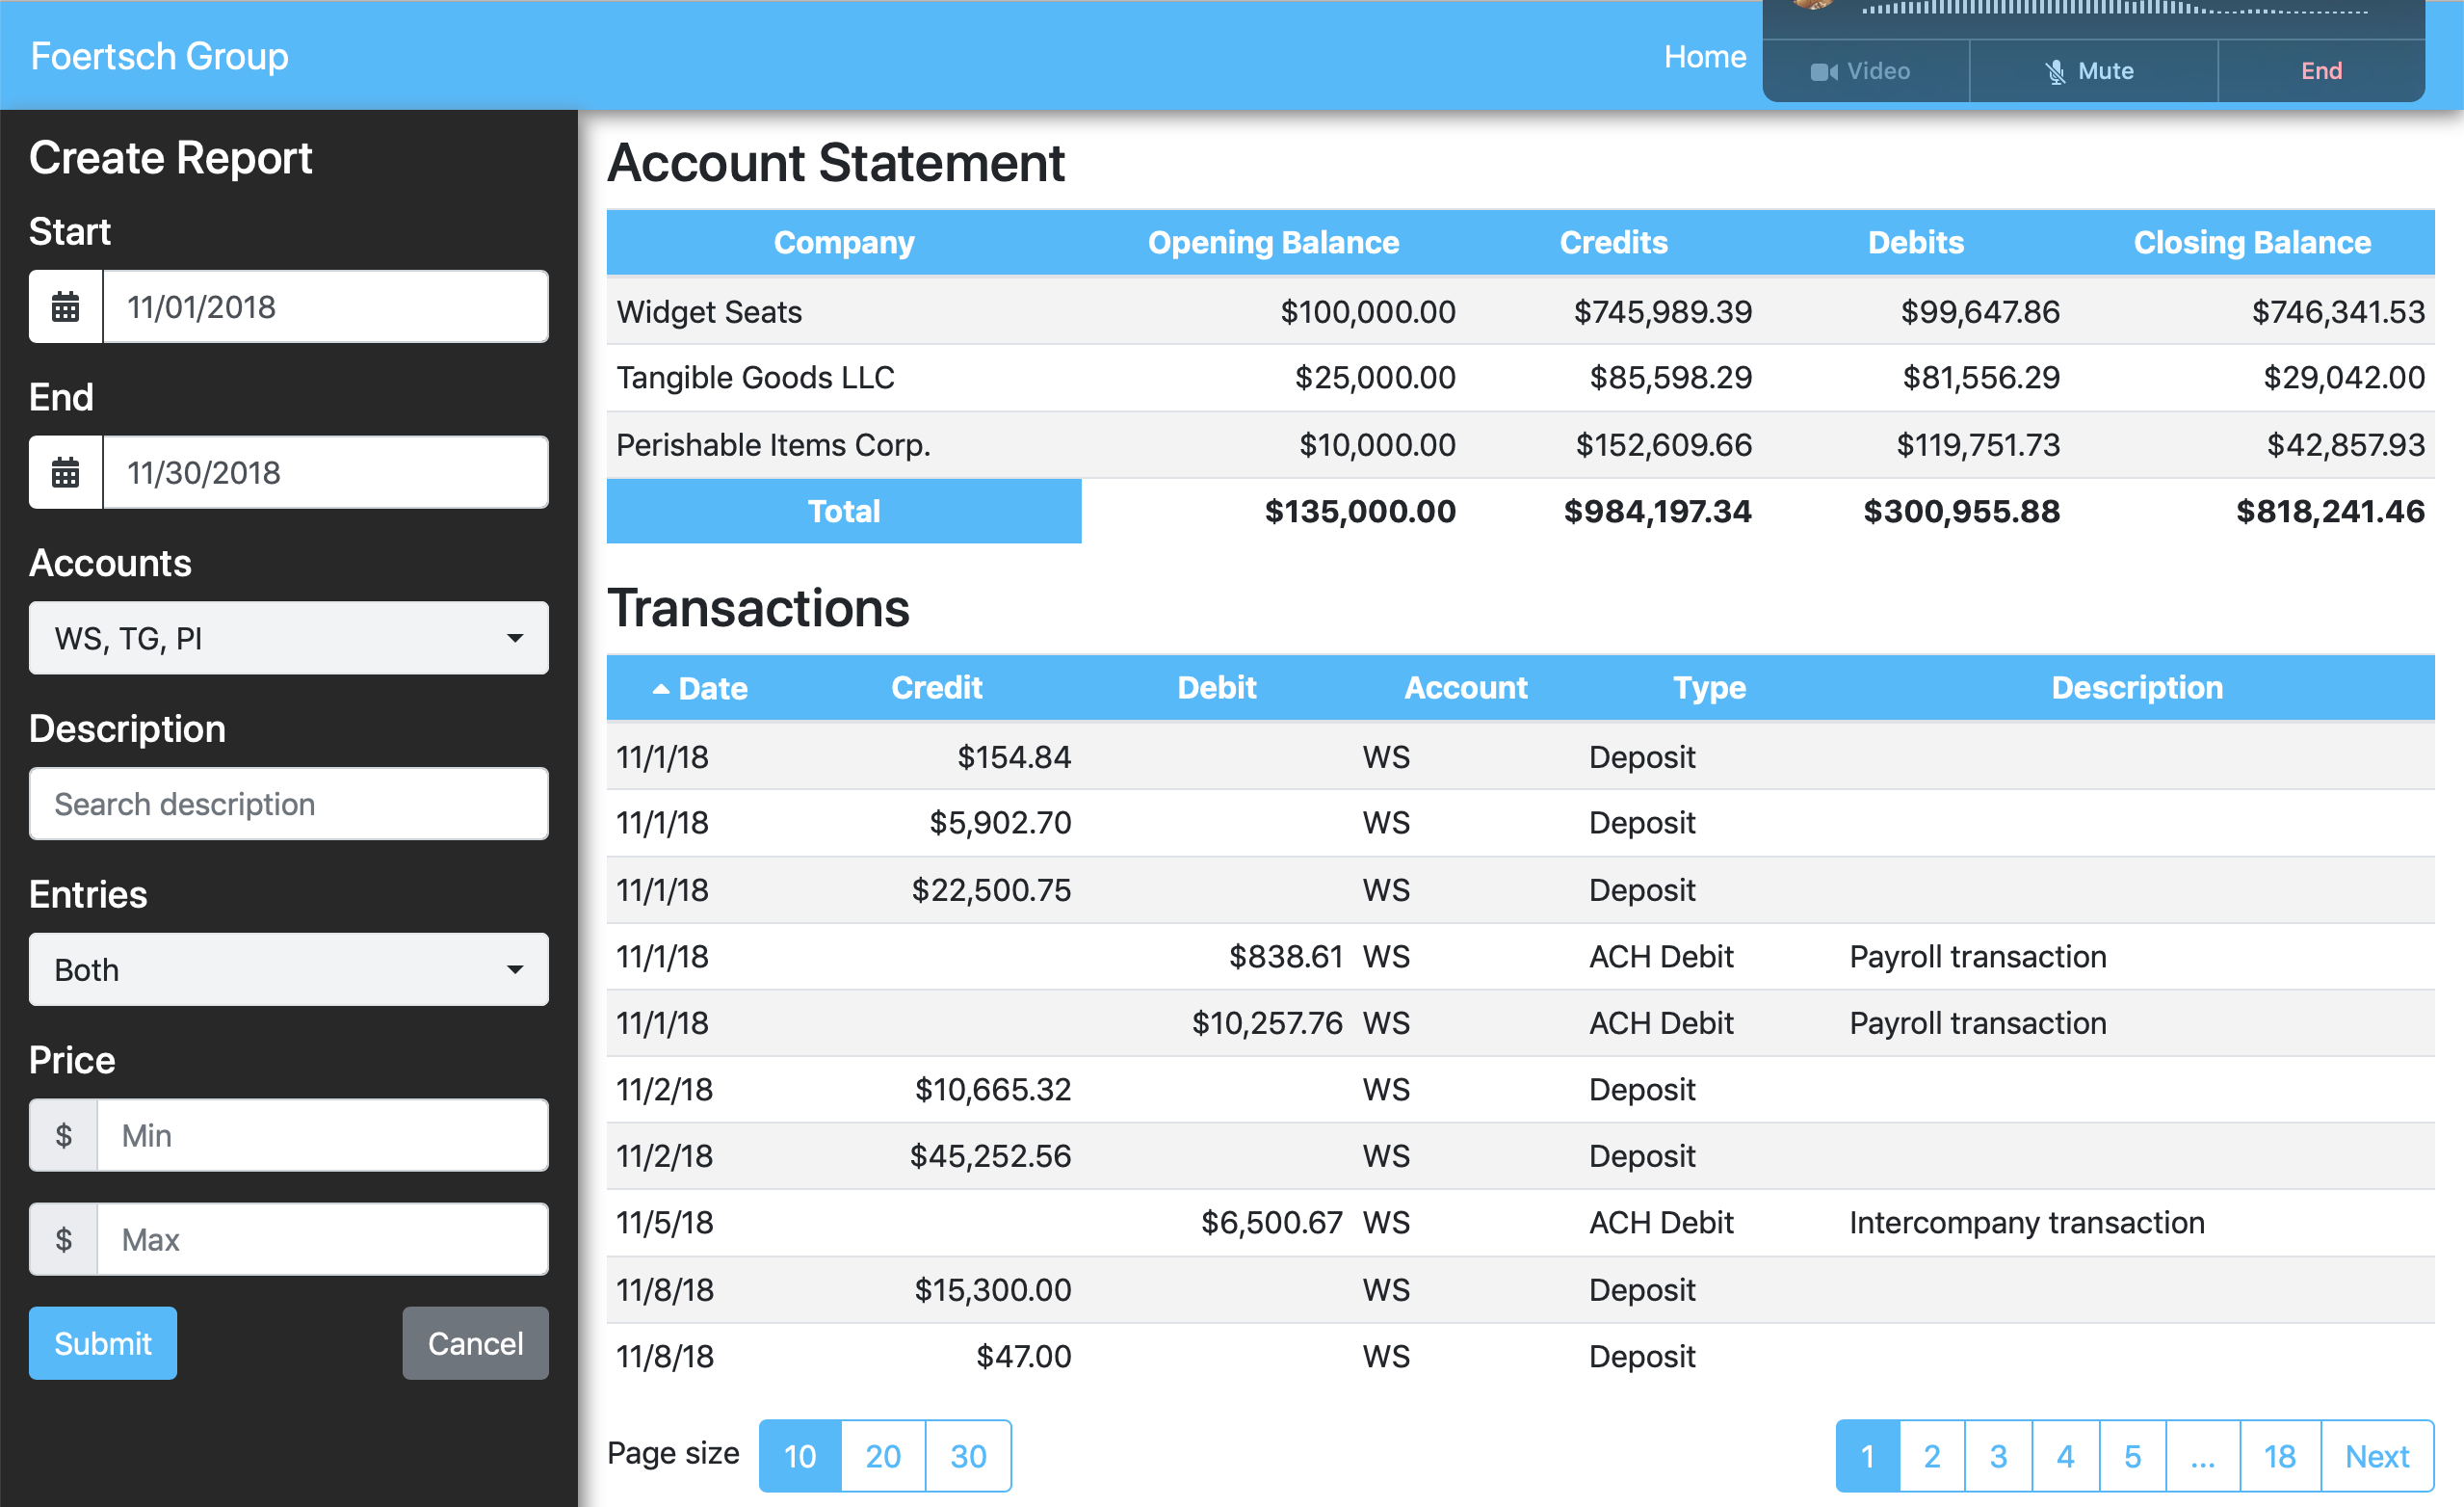 Foertsch Group Home
Video Mute End
Create Report
Start
11/01/2018
End
11/30/2018
Accounts
WS, TG, PI
Description
Search description
Entries
Both
Price
$ Min
$ Max
Submit Cancel
Account Statement
Company Opening Balance Credits Debits Closing Balance
Widget Seats $100,000.00 $745,989.39 $99,647.86 $746,341.53
Tangible Goods LLC $25,000.00 $85,598.29 $81,556.29 $29,042.00
Perishable Items Corp. $10,000.00 $152,609.66 $119,751.73 $42,857.93
Total $135,000.00 $984,197.34 $300,955.88 $818,241.46
Transactions
Date Credit Debit Account Type Description
11/1/18 $154.84 WS Deposit
11/1/18 $5,902.70 WS Deposit
11/1/18 $22,500.75 WS Deposit
11/1/18 $838.61 WS ACH Debit Payroll transaction
11/1/18 $10,257.76 WS ACH Debit Payroll transaction
11/2/18 $10,665.32 WS Deposit
11/2/18 $45,252.56 WS Deposit
11/5/18 $6,500.67 WS ACH Debit Intercompany transaction
11/8/18 $15,300.00 WS Deposit
11/8/18 $47.00 WS Deposit
Page size 10 20 30 1 2 3 4 5 ... 18 Next